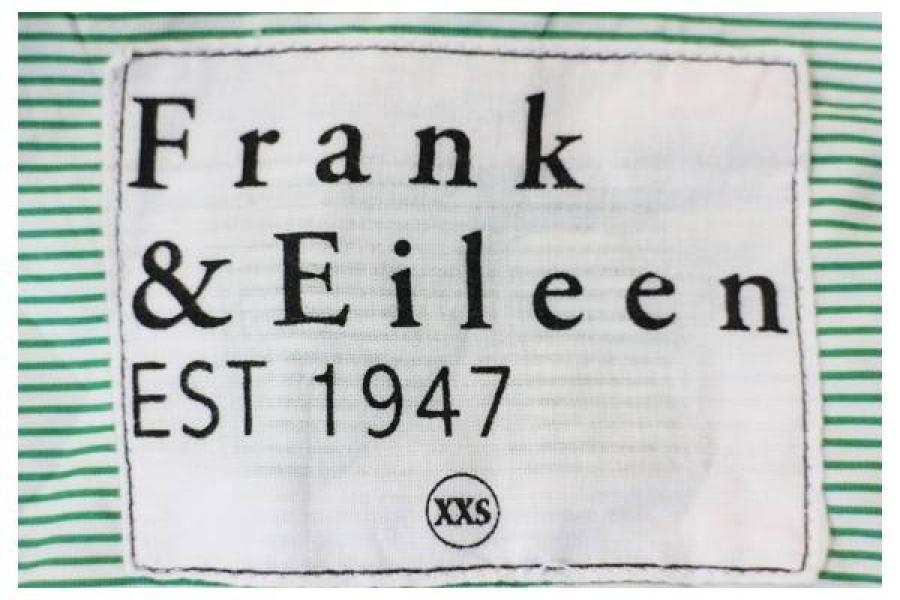 Frank
& Eileen
EST 1947
XXS